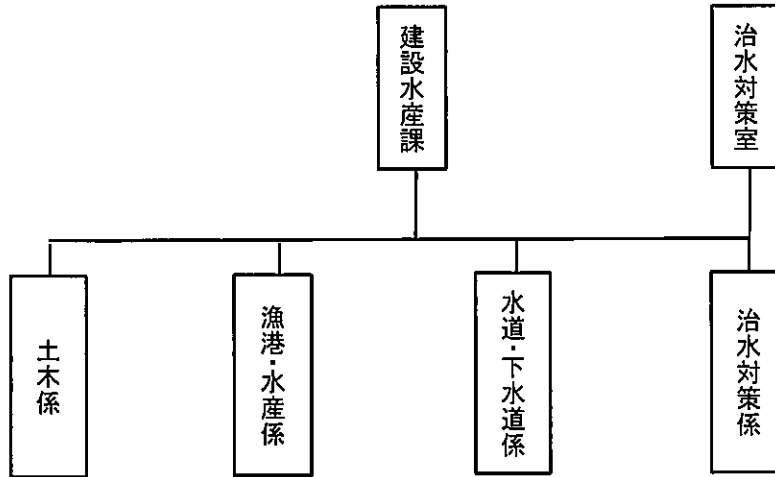 建設水産課
治水対策室
土木係
漁港・水産係
水道・下水道係
治水対策係